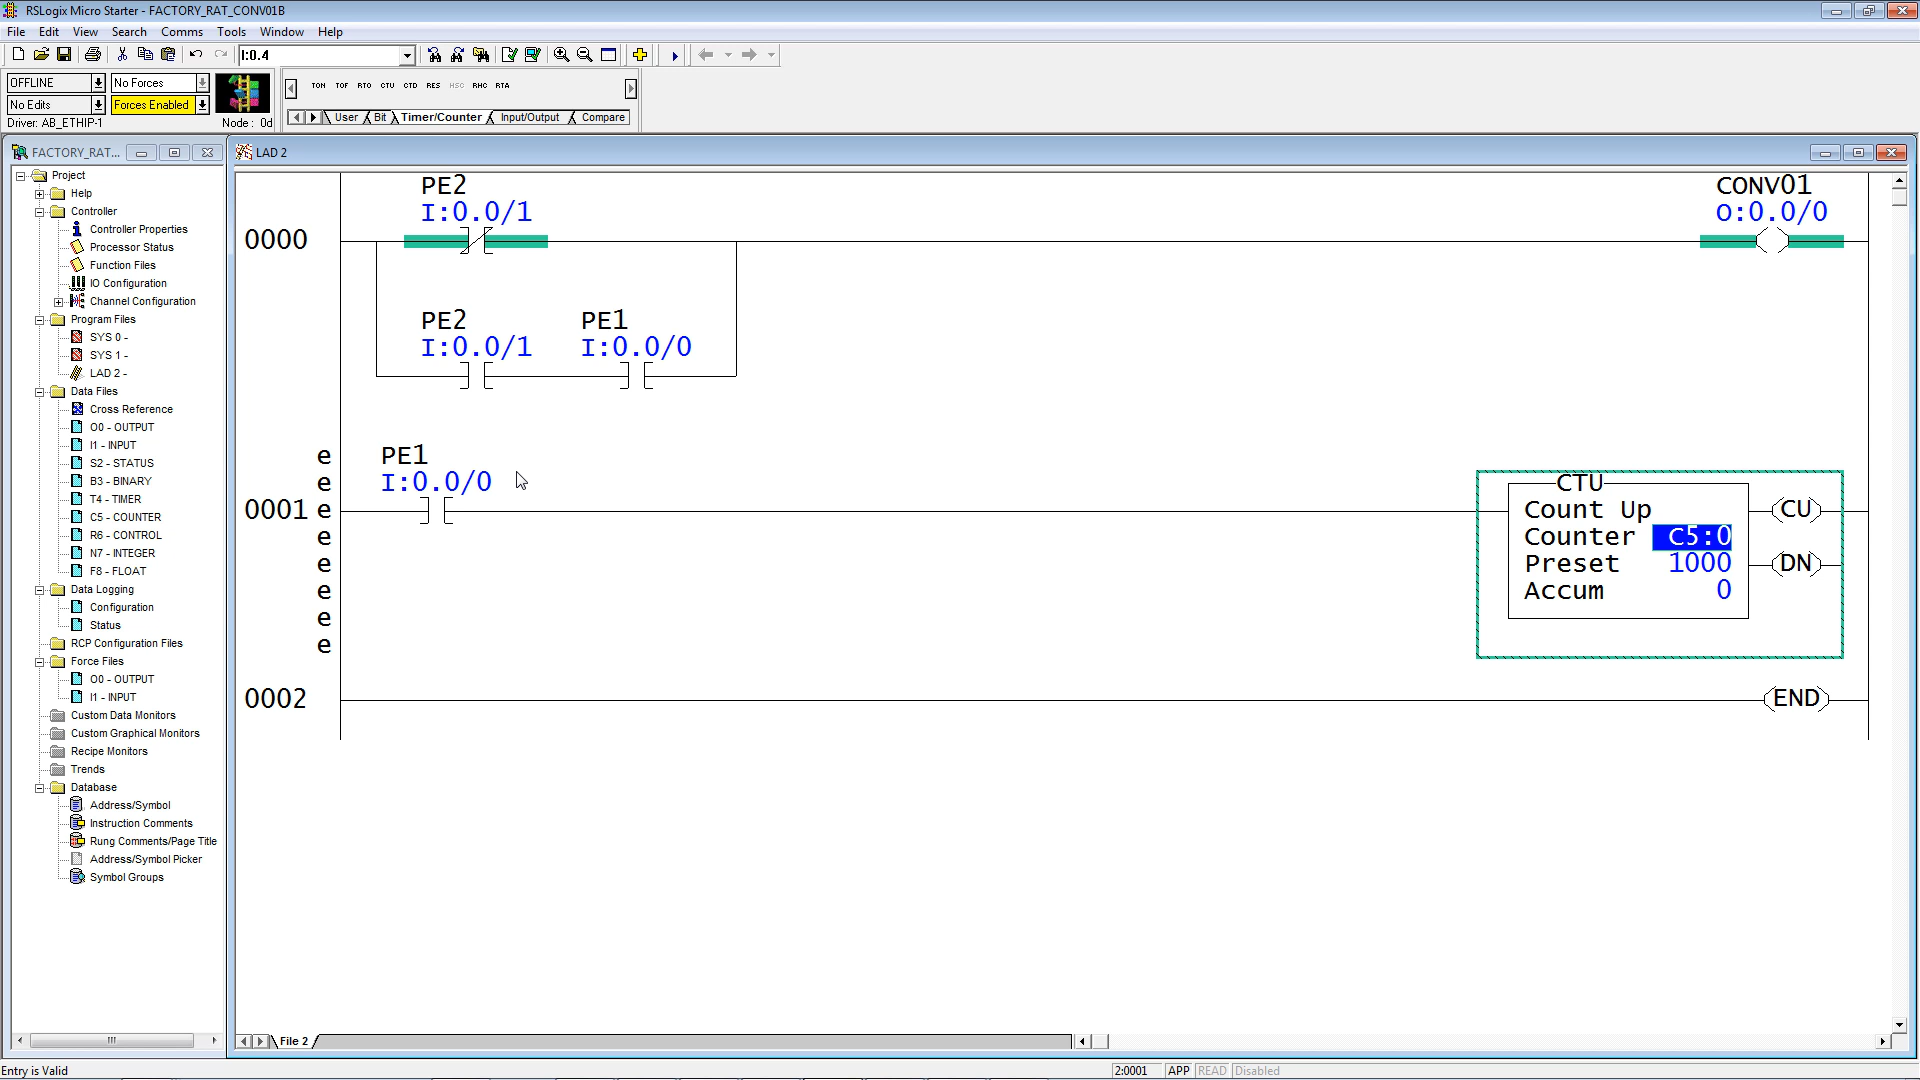 RSLogix Micro Starter - FACTORY_RAT_CONV01B
File Edit View Search Comms Tools Window Help
I:0.4
OFFLINE No Forces
No Edits Forces Enabled
Driver: AB_ETHIP-1 Node : 0d
TON TOF RTO CTU CTD RES HSC RHC RTA
User Bit Timer/Counter Input/Output Compare
FACTORY_RAT...
Project
Help
Controller
Controller Properties
Processor Status
Function Files
IO Configuration
Channel Configuration
Program Files
SYS 0 -
SYS 1 -
LAD 2 -
Data Files
Cross Reference
O0 - OUTPUT
I1 - INPUT
S2 - STATUS
B3 - BINARY
T4 - TIMER
C5 - COUNTER
R6 - CONTROL
N7 - INTEGER
F8 - FLOAT
Data Logging
Configuration
Status
RCP Configuration Files
Force Files
O0 - OUTPUT
I1 - INPUT
Custom Data Monitors
Custom Graphical Monitors
Recipe Monitors
Trends
Database
Address/Symbol
Instruction Comments
Rung Comments/Page Title
Address/Symbol Picker
Symbol Groups
LAD 2
PE2 CONV01
I:0.0/1 O:0.0/0
0000
PE2 PE1
I:0.0/1 I:0.0/0
e PE1
e I:0.0/0 CTU
0001 e Count Up CU
e Counter C5:0
e Preset 1000 DN
e Accum 0
e
e
0002 END
File 2
Entry is Valid 2:0001 APP READ Disabled